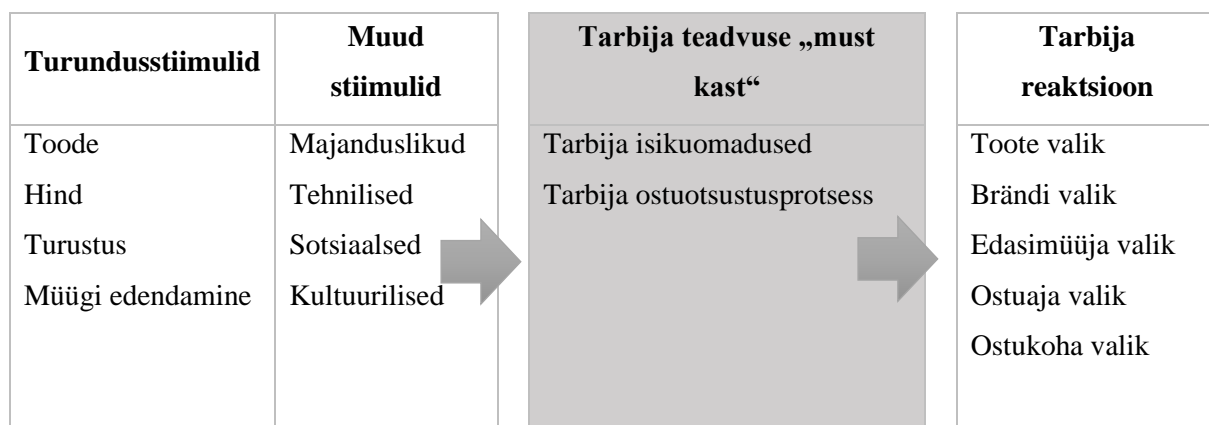 Turundusstiimulid
Muud
stiimulid
Tarbija teadvuse „must
kast“
Tarbija
reaktsioon
Toode
Hind
Turustus
Müügi edendamine
Majanduslikud
Tehnilised
Sotsiaalsed
Kultuurilised
Tarbija isikuomadused
Tarbija ostuotsustusprotsess
Toote valik
Brändi valik
Edasimüüja valik
Ostuaja valik
Ostukoha valik